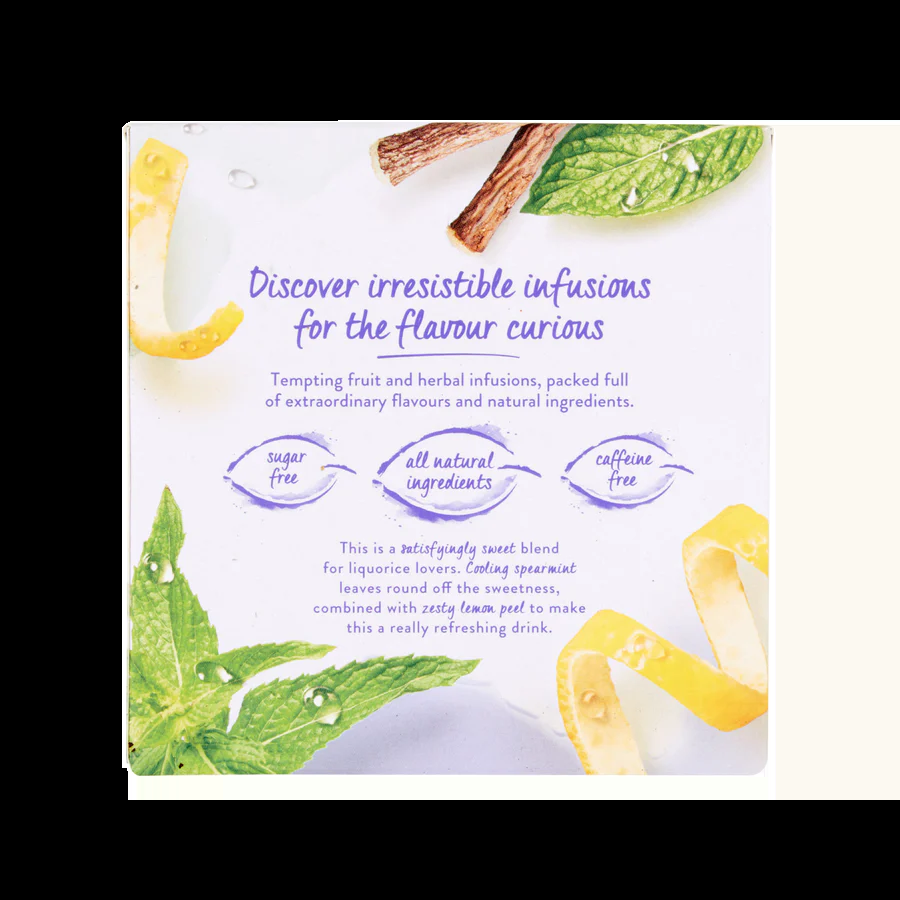 Discover irresistible infusions
for the flavour curious
Tempting fruit and herbal infusions, packed full
of extraordinary flavours and natural ingredients.
sugar
free
all natural
ingredients
caffeine
free
This is a satisfyingly sweet blend
for liquorice lovers. Cooling spearmint
leaves round off the sweetness,
combined with zesty lemon peel to make
this a really refreshing drink.